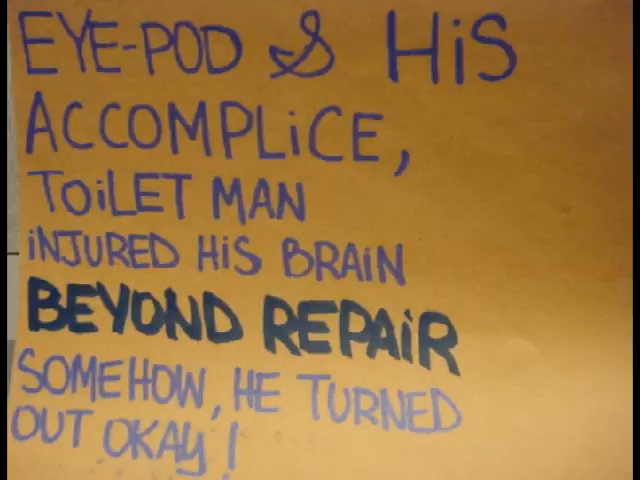 EYE-POD & HiS
ACCOMPLiCE,
TOiLET MAN
iNJURED HiS BRAiN
BEYOND REPAiR
SOMEHOW, HE TURNED
OUT OKAY!